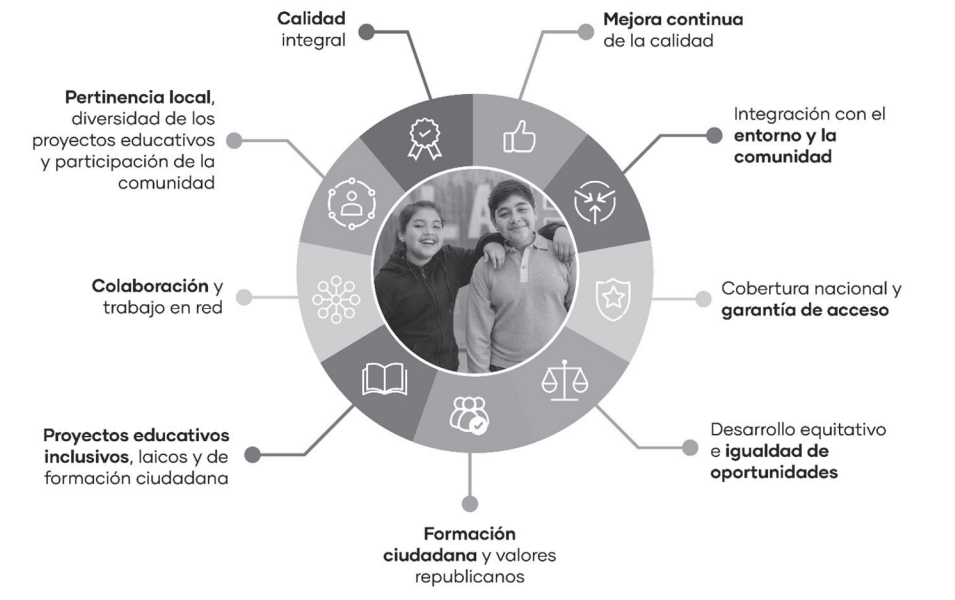 Calidad
integral
Mejora continua
de la calidad
Pertinencia local,
diversidad de los
proyectos educativos
y participación de la
comunidad
Integración con el
entorno y la
comunidad
Colaboración y
trabajo en red
Cobertura nacional y
garantía de acceso
Proyectos educativos
inclusivos, laicos y de
formación ciudadana
Desarrollo equitativo
e igualdad de
oportunidades
Formación
ciudadana y valores
republicanos